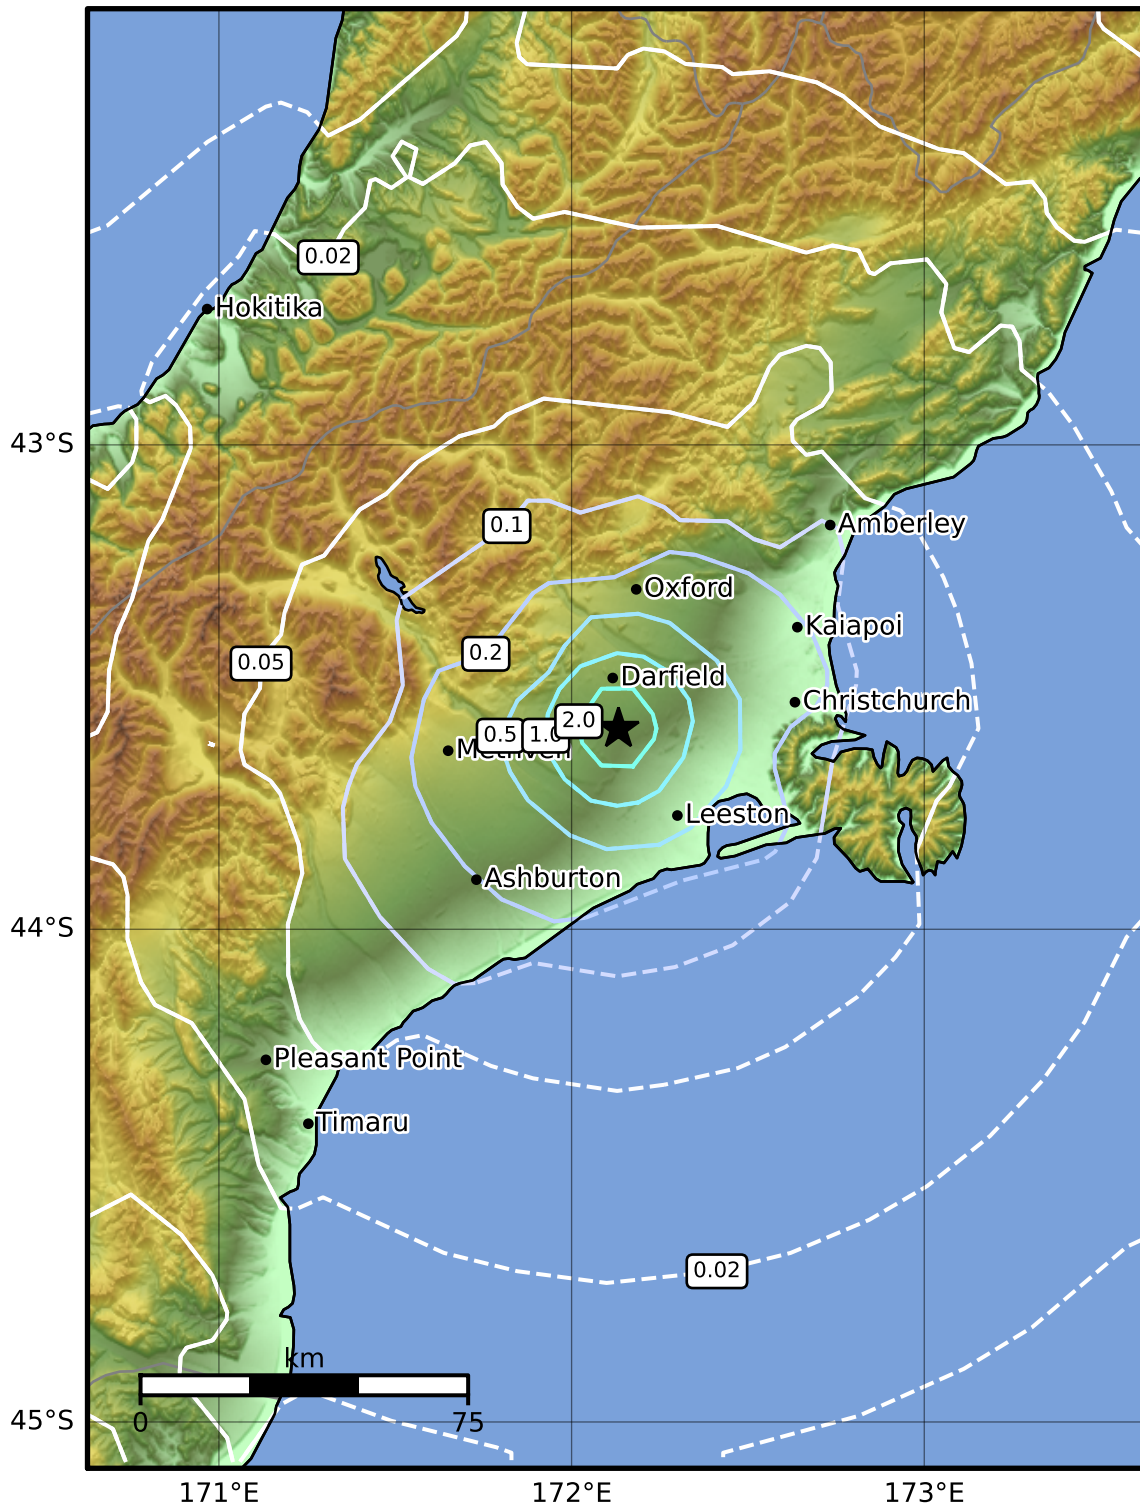 0.02
Hokitika
43°S
0.1
Amberley
Oxford
Kaiapoi
0.2
0.05
Darfield
Christchurch
2.0
0.5
1.0
Methven
Leeston
Ashburton
44°S
Pleasant Point
Timaru
0.02
km
0
75
45°S
171°E
172°E
173°E